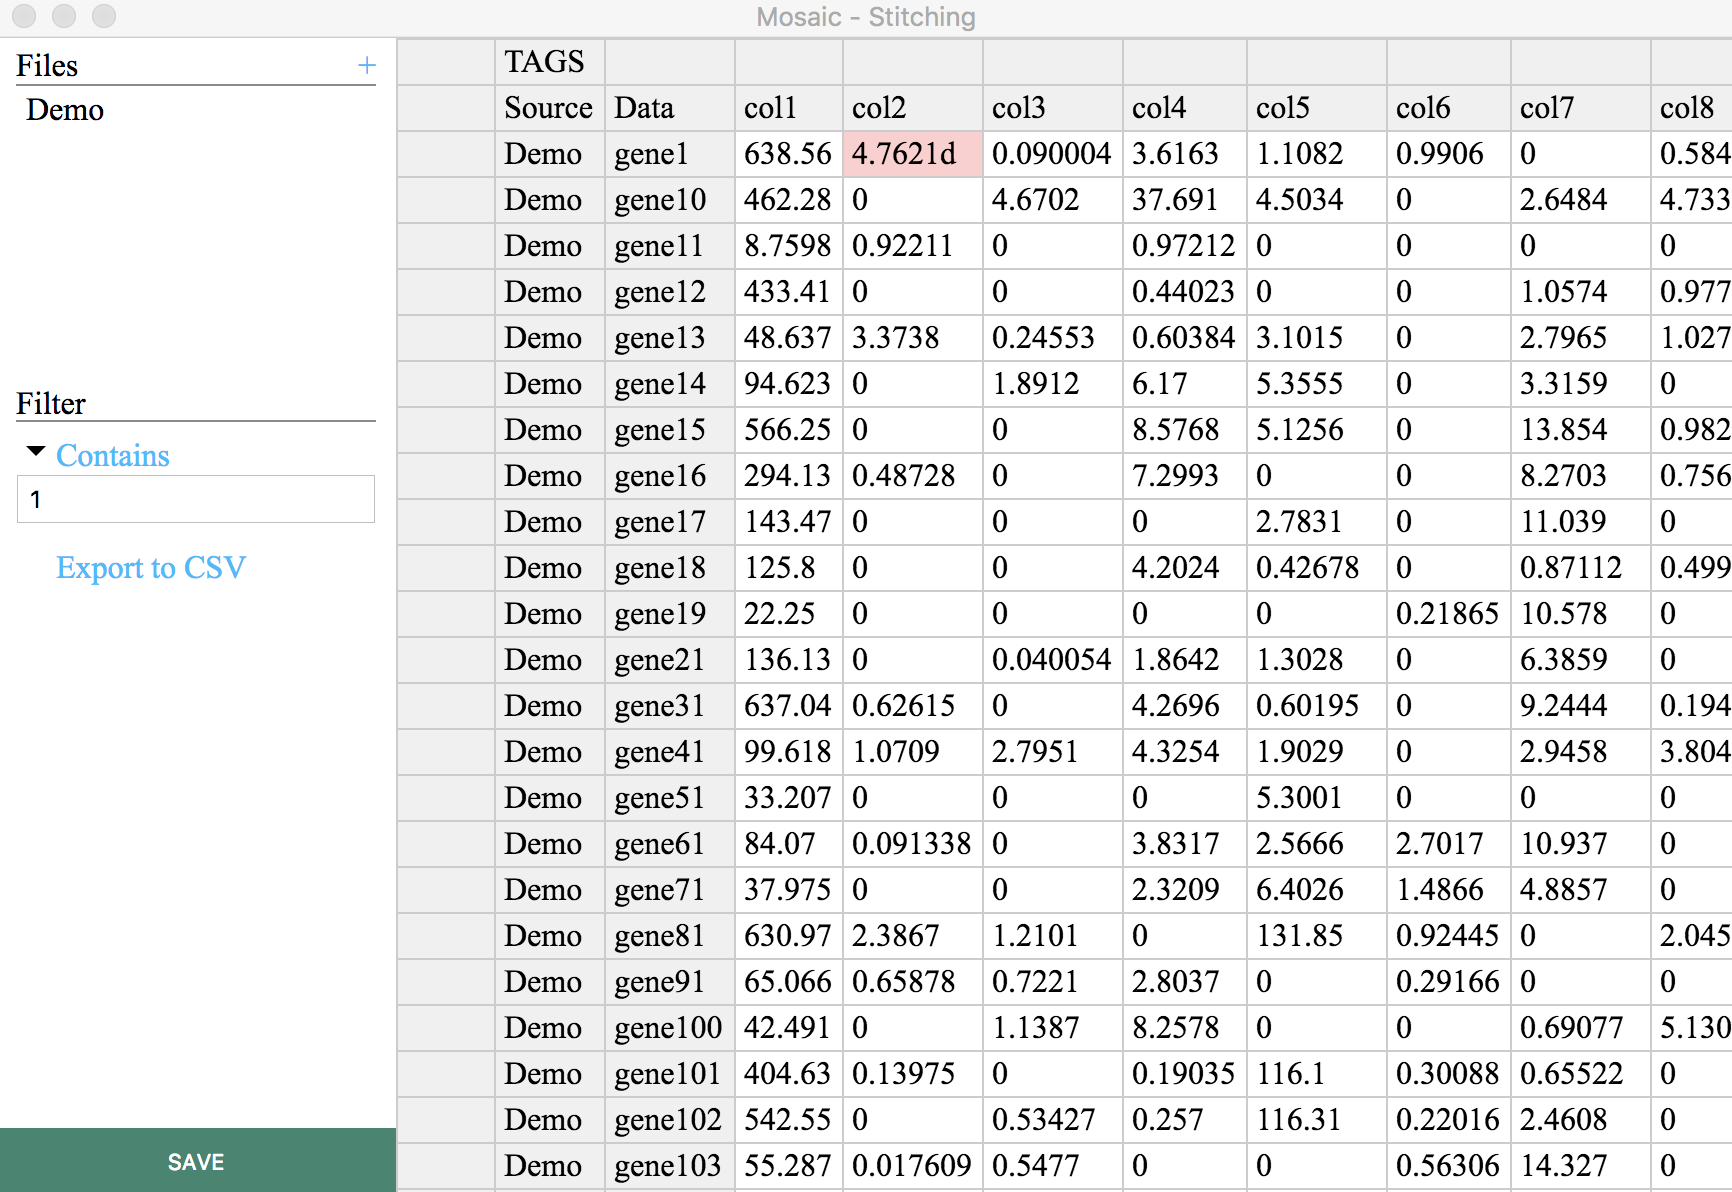 Mosaic - Stitching
Files +
Demo
Filter
Contains
1
Export to CSV
SAVE
TAGS
Source Data col1 col2 col3 col4 col5 col6 col7 col8
Demo gene1 638.56 4.7621d 0.090004 3.6163 1.1082 0.9906 0 0.584
Demo gene10 462.28 0 4.6702 37.691 4.5034 0 2.6484 4.733
Demo gene11 8.7598 0.92211 0 0.97212 0 0 0 0
Demo gene12 433.41 0 0 0.44023 0 0 1.0574 0.977
Demo gene13 48.637 3.3738 0.24553 0.60384 3.1015 0 2.7965 1.027
Demo gene14 94.623 0 1.8912 6.17 5.3555 0 3.3159 0
Demo gene15 566.25 0 0 8.5768 5.1256 0 13.854 0.982
Demo gene16 294.13 0.48728 0 7.2993 0 0 8.2703 0.756
Demo gene17 143.47 0 0 0 2.7831 0 11.039 0
Demo gene18 125.8 0 0 4.2024 0.42678 0 0.87112 0.499
Demo gene19 22.25 0 0 0 0 0.21865 10.578 0
Demo gene21 136.13 0 0.040054 1.8642 1.3028 0 6.3859 0
Demo gene31 637.04 0.62615 0 4.2696 0.60195 0 9.2444 0.194
Demo gene41 99.618 1.0709 2.7951 4.3254 1.9029 0 2.9458 3.804
Demo gene51 33.207 0 0 0 5.3001 0 0 0
Demo gene61 84.07 0.091338 0 3.8317 2.5666 2.7017 10.937 0
Demo gene71 37.975 0 0 2.3209 6.4026 1.4866 4.8857 0
Demo gene81 630.97 2.3867 1.2101 0 131.85 0.92445 0 2.045
Demo gene91 65.066 0.65878 0.7221 2.8037 0 0.29166 0 0
Demo gene100 42.491 0 1.1387 8.2578 0 0 0.69077 5.130
Demo gene101 404.63 0.13975 0 0.19035 116.1 0.30088 0.65522 0
Demo gene102 542.55 0 0.53427 0.257 116.31 0.22016 2.4608 0
Demo gene103 55.287 0.017609 0.5477 0 0 0.56306 14.327 0